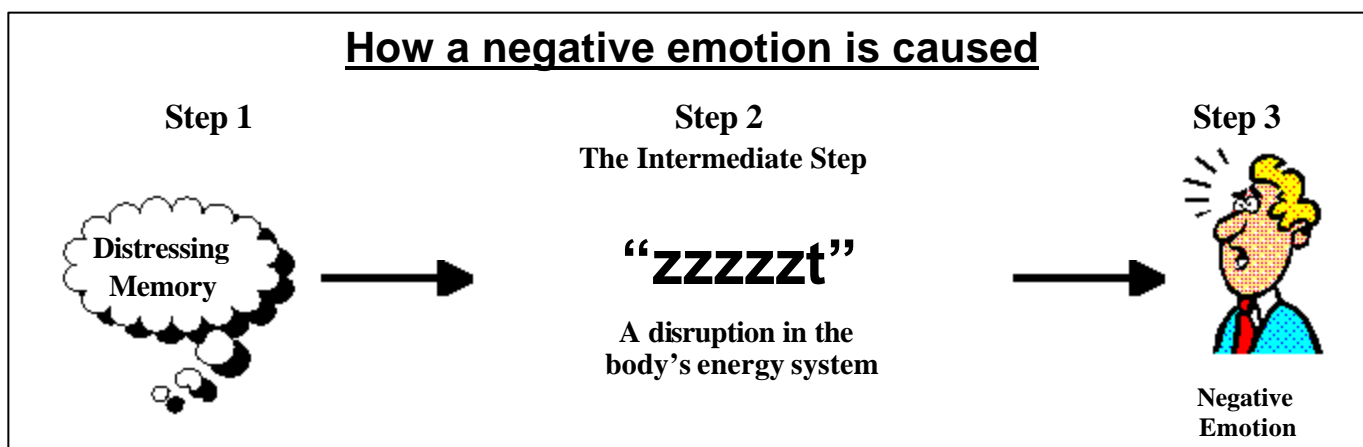 How a negative emotion is caused
Step 1
Step 2
Step 3
The Intermediate Step
Distressing
Memory
“zzzzzt”
A disruption in the
body’s energy system
Negative
Emotion